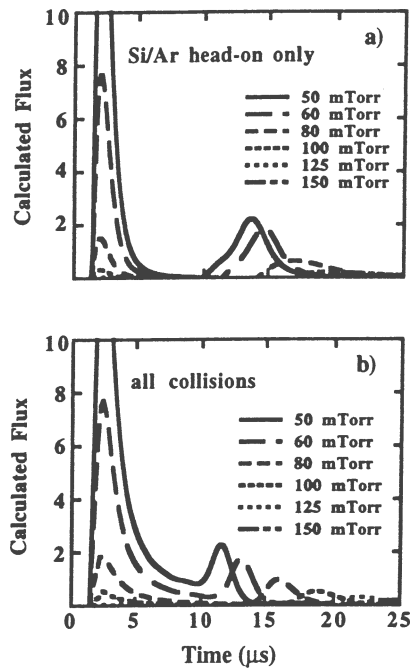 10
a)
Si/Ar head-on only
8
50 mTorr
60 mTorr
6
80 mTorr
100 mTorr
125 mTorr
4
150 mTorr
2
Calculated Flux
10
b)
all collisions
8
50 mTorr
60 mTorr
6
80 mTorr
100 mTorr
125 mTorr
4
150 mTorr
2
Calculated Flux
0 5 10 15 20 25
Time (μs)